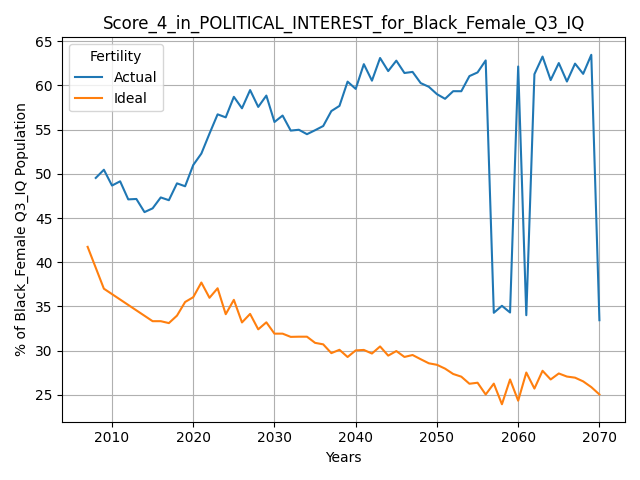 Score_4_in_POLITICAL_INTEREST_for_Black_Female_Q3_IQ
Fertility
Actual
Ideal
% of Black_Female Q3_IQ Population
65
60
55
50
45
40
35
30
25
2010
2020
2030
2040
2050
2060
2070
Years